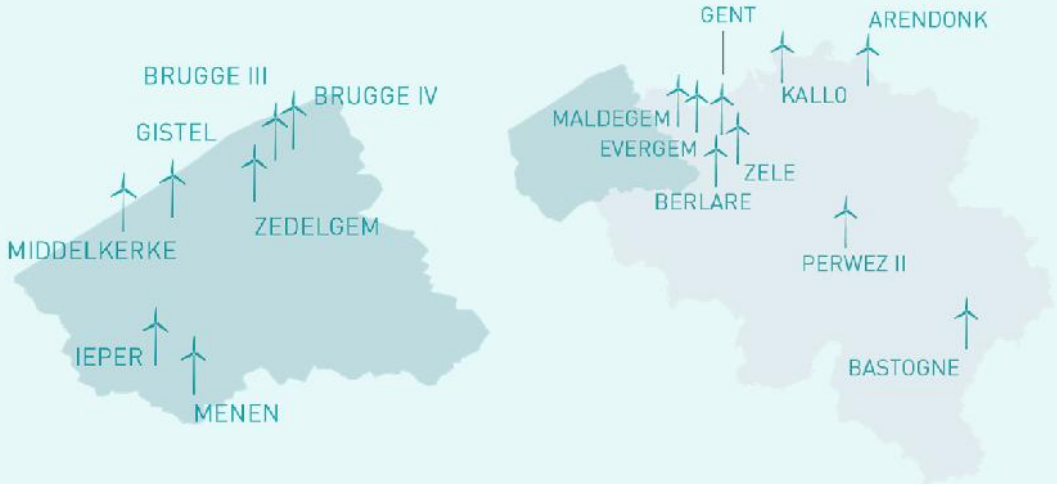 BRUGGE III
BRUGGE IV
GISTEL
ZEDELGEM
MIDDELKERKE
IEPER
MENEN
GENT
ARENDONK
KALLO
MALDEGEM
EVERGEM
ZELE
BERLARE
PERWEZ II
BASTOGNE